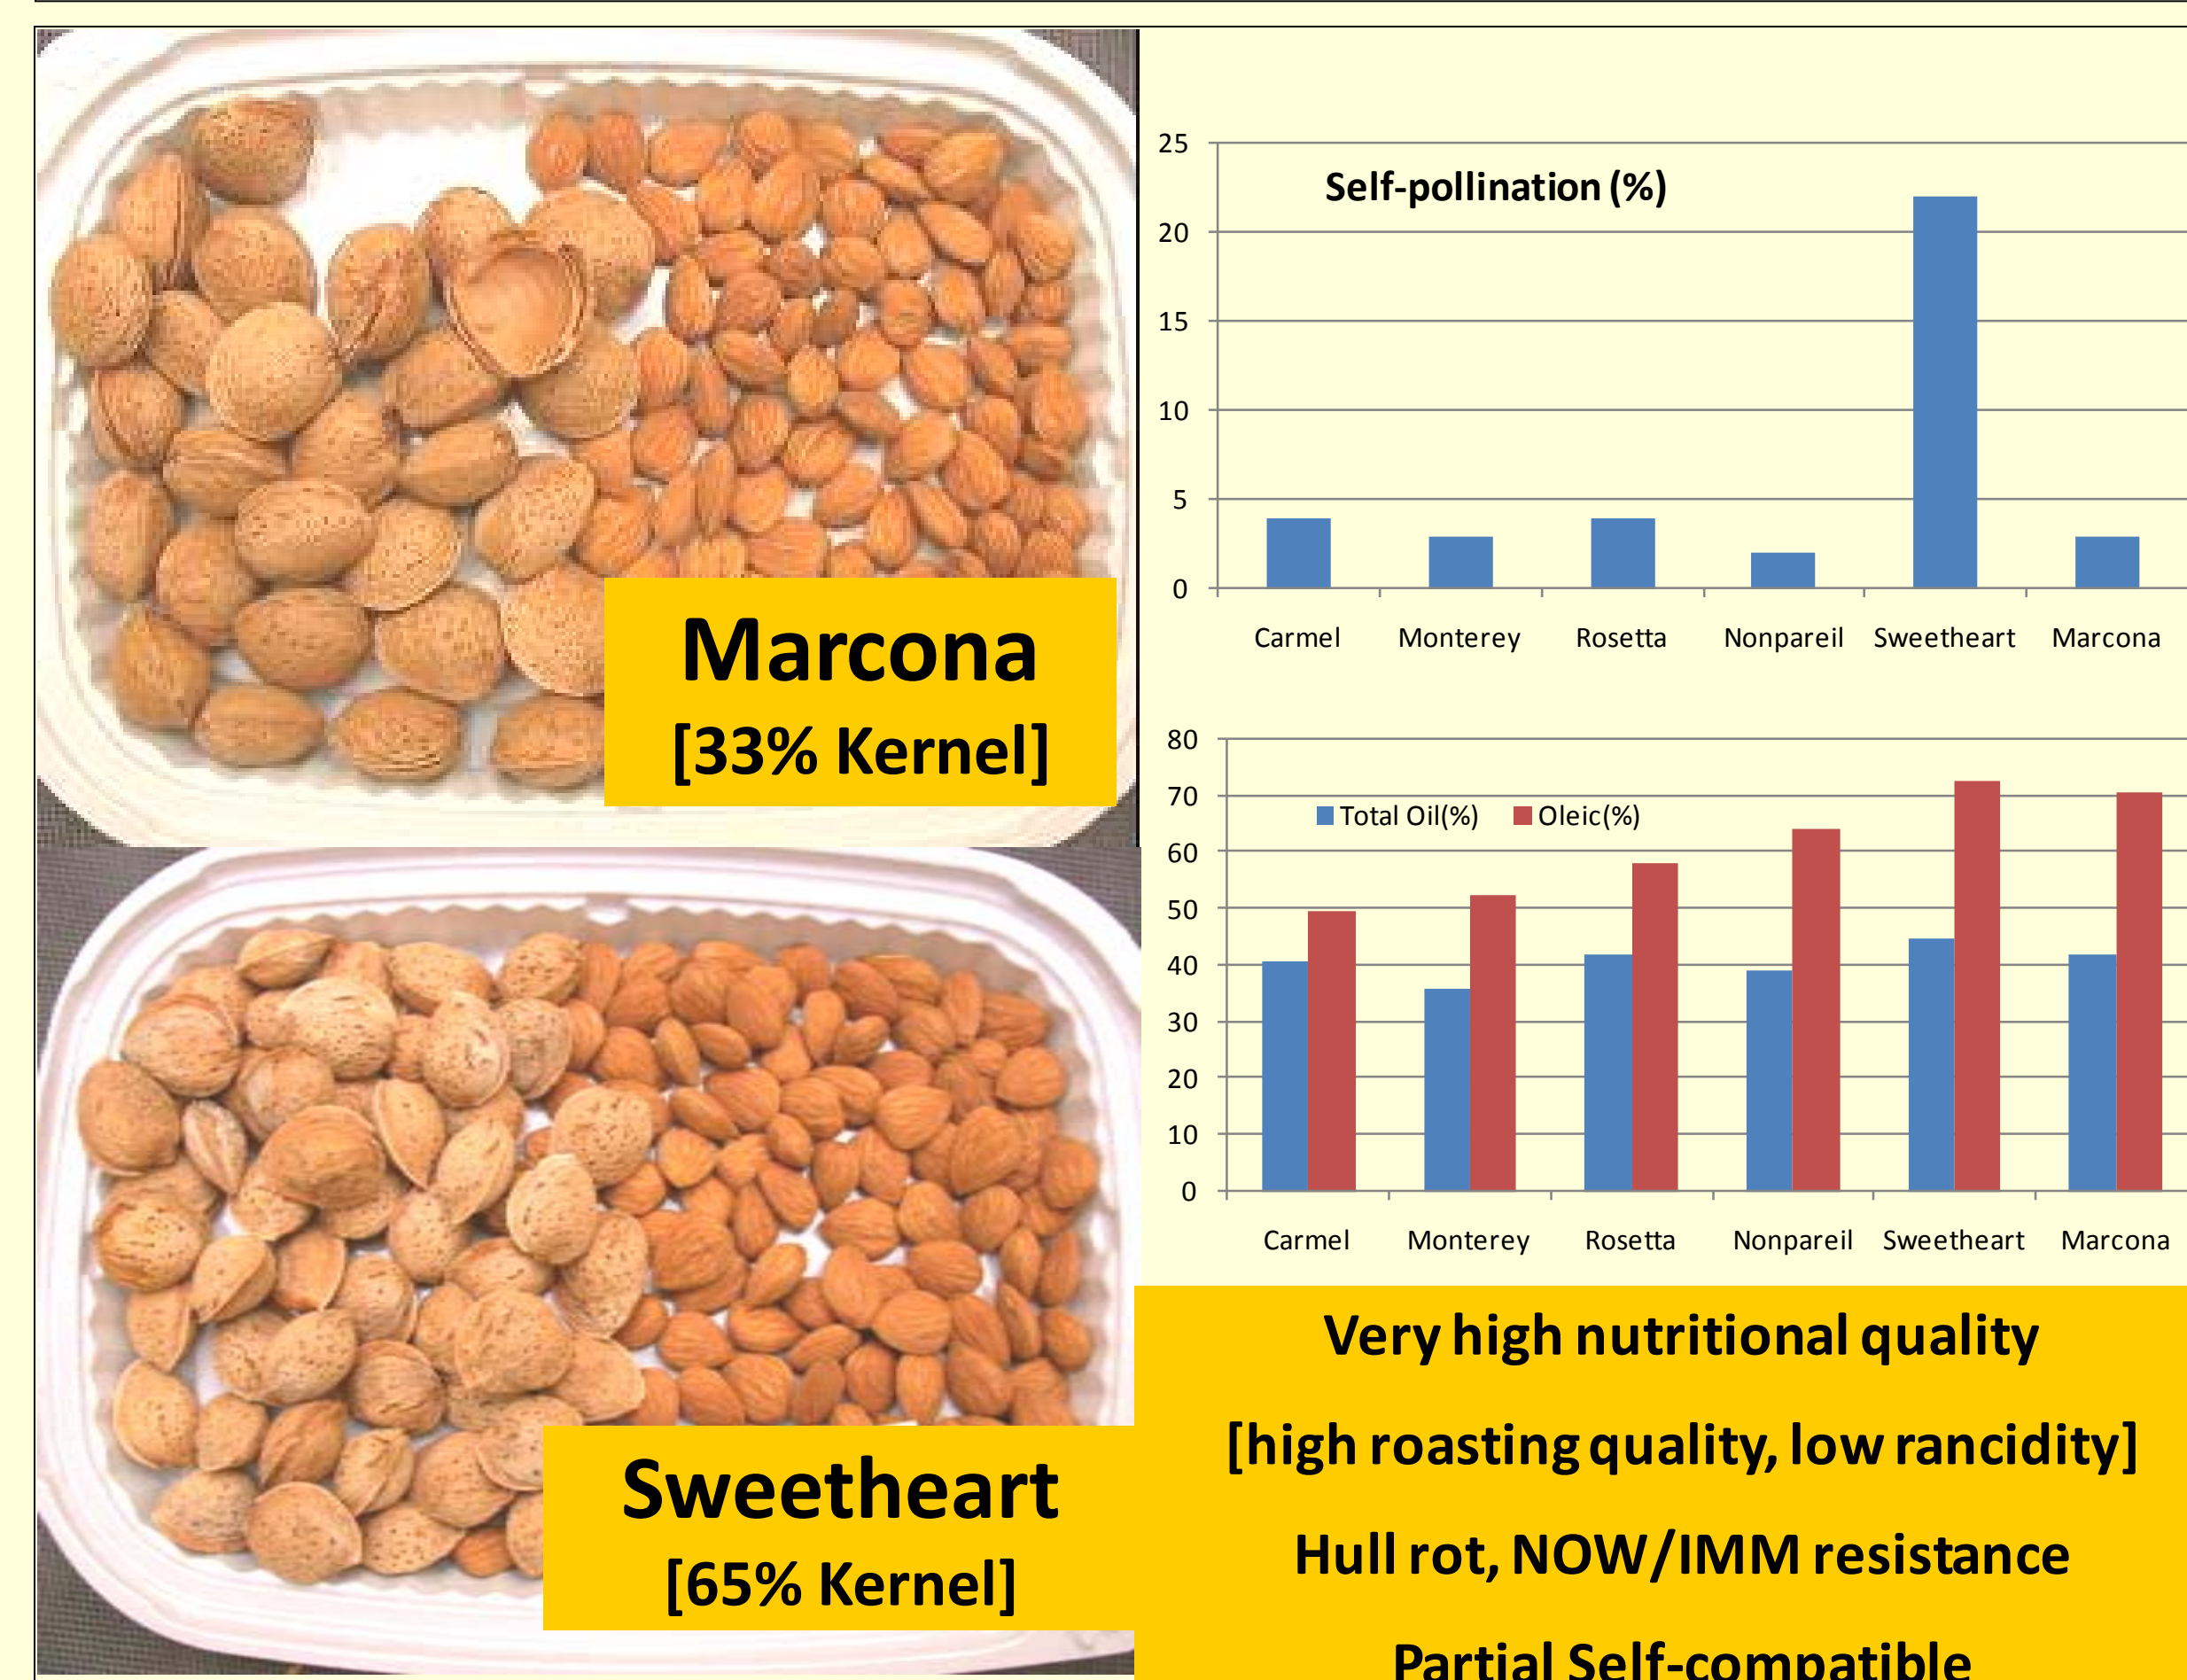 Marcona
[33% Kernel]
Sweetheart
[65% Kernel]
25
Self-pollination (%)
20
15
10
5
0
Carmel Monterey Rosetta Nonpareil Sweetheart Marcona
80
70
Total Oil(%) Oleic(%)
60
50
40
30
20
10
0
Carmel Monterey Rosetta Nonpareil Sweetheart Marcona
Very high nutritional quality
[high roasting quality, low rancidity]
Hull rot, NOW/IMM resistance
Partial Self-compatible